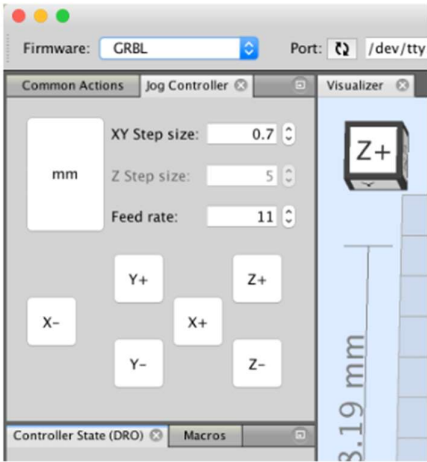 Firmware: GRBL Port: /dev/tty
Common Actions Jog Controller Visualizer
XY Step size: 0.7
mm Z Step size: 5
Feed rate: 11
Z+
Y+ Z+
X- X+
Y- Z-
8.19 mm
Controller State (DRO) Macros